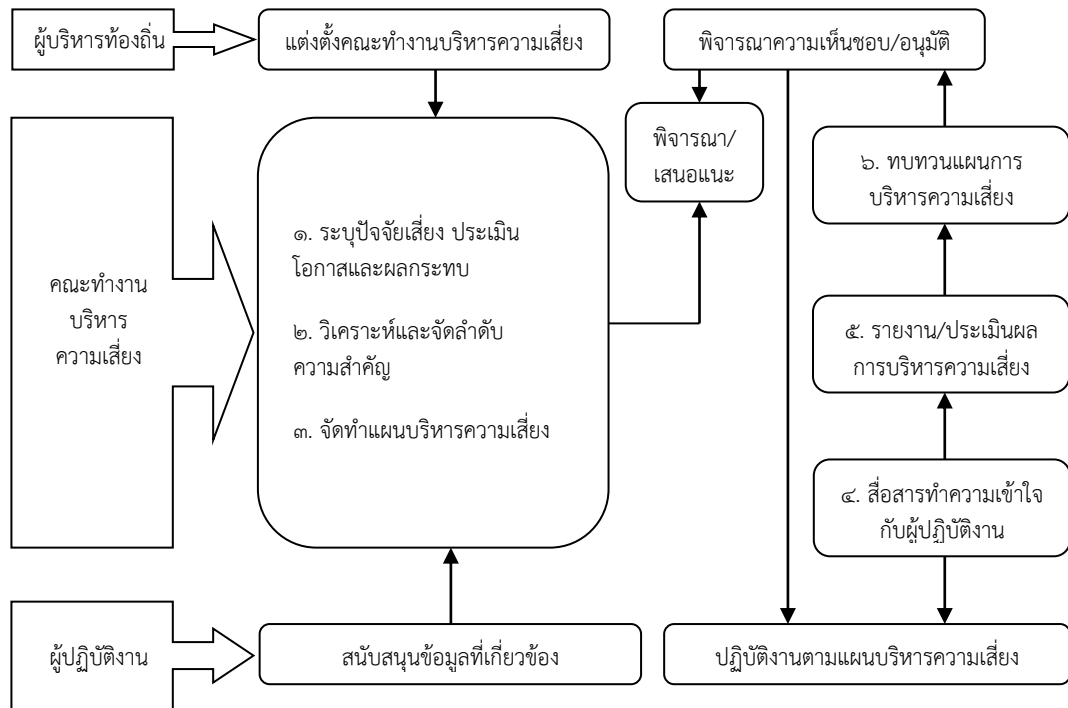 ผู้บริหารท้องถิ่น
แต่งตั้งคณะทำงานบริหารความเสี่ยง
พิจารณาความเห็นชอบ/อนุมัติ
พิจารณา/
เสนอแนะ
๖. ทบทวนแผนการ
บริหารความเสี่ยง
คณะทำงาน
บริหาร
ความเสี่ยง
๑. ระบุปัจจัยเสี่ยง ประเมิน
โอกาสและผลกระทบ
๒. วิเคราะห์และจัดลำดับ
ความสำคัญ
๓. จัดทำแผนบริหารความเสี่ยง
๕. รายงาน/ประเมินผล
การบริหารความเสี่ยง
๔. สื่อสารทำความเข้าใจ
กับผู้ปฏิบัติงาน
ผู้ปฏิบัติงาน
สนับสนุนข้อมูลที่เกี่ยวข้อง
ปฏิบัติงานตามแผนบริหารความเสี่ยง